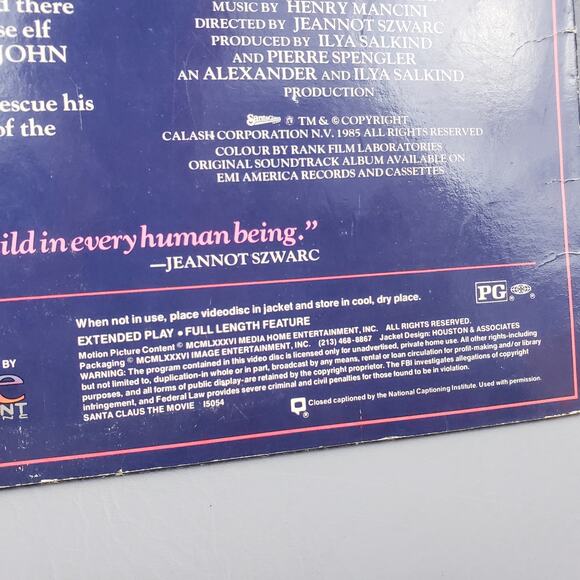 MUSIC BY HENRY MANCINI
DIRECTED BY JEANNOT SZWARC
PRODUCED BY ILYA SALKIND
AND PIERRE SPENGLER
AN ALEXANDER AND ILYA SALKIND
PRODUCTION
d there
se elf
JOHN
escue his
of the
TM & © COPYRIGHT
CALASH CORPORATION N.V. 1985 ALL RIGHTS RESERVED
COLOUR BY RANK FILM LABORATORIES
ORIGINAL SOUNDTRACK ALBUM AVAILABLE ON
EMI AMERICA RECORDS AND CASSETTES
ild in every human being."
—JEANNOT SZWARC
When not in use, place videodisc in jacket and store in cool, dry place.
PG
EXTENDED PLAY • FULL LENGTH FEATURE
Motion Picture Content © MCMLXXXVI MEDIA HOME ENTERTAINMENT, INC. ALL RIGHTS RESERVED.
Packaging © MCMLXXXVI IMAGE ENTERTAINMENT, INC. (213) 468-8867 Jacket Design: HOUSTON & ASSOCIATES
WARNING: The program contained in this video disc is licensed only for unadvertised, private home use. All other rights-including
but not limited to, duplication-in whole or in part, broadcast by any means, rental or loan circulation for profit-making and/or library
purposes, and all forms of public display-are retained by the copyright proprietor. The FBI investigates allegations of copyright
infringement, and Federal Law provides severe criminal and civil penalties for those found to be in violation.
SANTA CLAUS THE MOVIE I5054
Closed captioned by the National Captioning Institute. Used with permission.
BY
e
NT